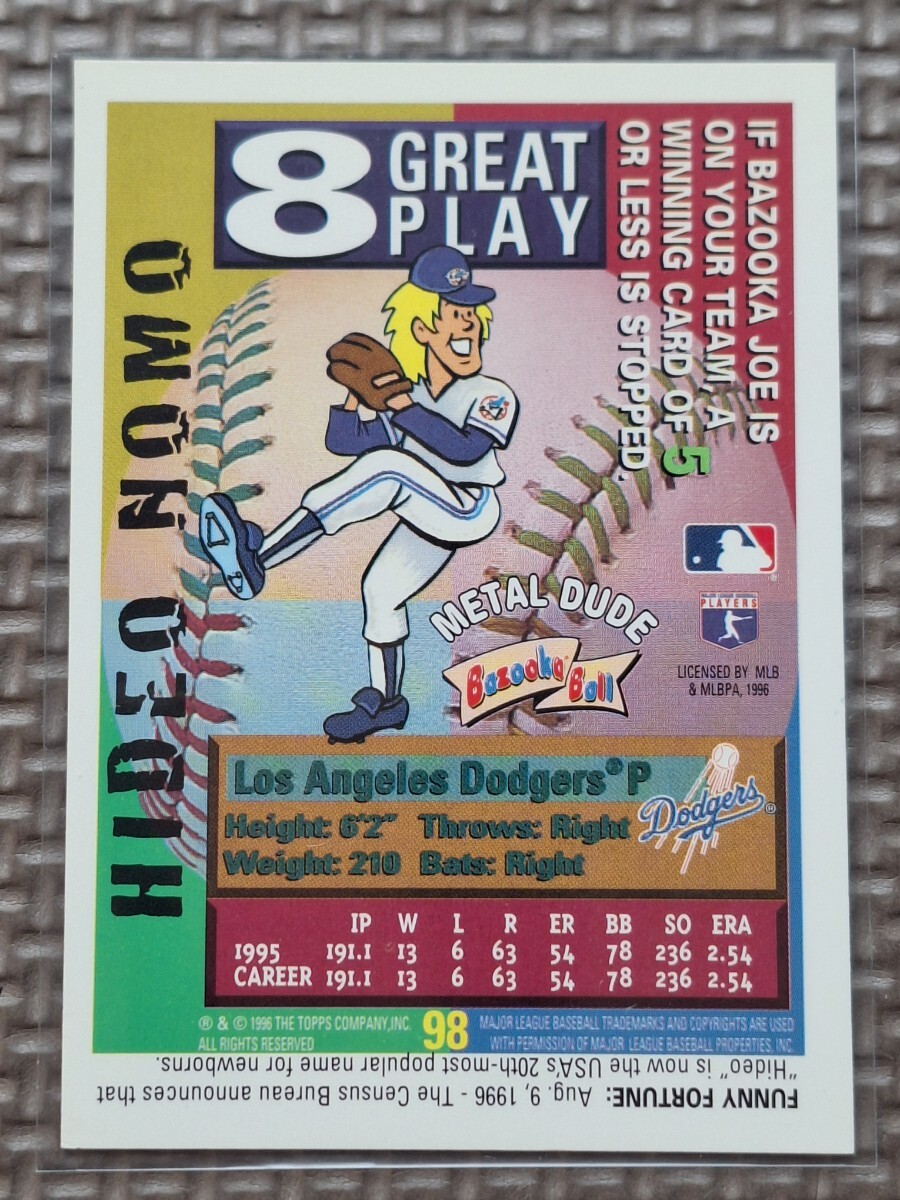 8 GREAT
PLAY
IF BAZOOKA JOE IS
ON YOUR TEAM, A
WINNING CARD OF 5
OR LESS IS STOPPED.
HIDEO NOMO
PLAYERS
LICENSED BY MLB
& MLBPA, 1996
METAL DUDE
Bazooka Ball
Los Angeles Dodgers® P
Height: 6'2" Throws: Right
Weight: 210 Bats: Right
Dodgers®
IP W L R ER BB SO ERA
1995 191.1 13 6 63 54 78 236 2.54
CAREER 191.1 13 6 63 54 78 236 2.54
® & © 1996 THE TOPPS COMPANY, INC.
ALL RIGHTS RESERVED
98
MAJOR LEAGUE BASEBALL TRADEMARKS AND COPYRIGHTS ARE USED
WITH PERMISSION OF MAJOR LEAGUE BASEBALL PROPERTIES, INC.
FUNNY FORTUNE: Aug. 9, 1996 - The Census Bureau announces that
"Hideo" is now the USA's 20th-most popular name for newborns.